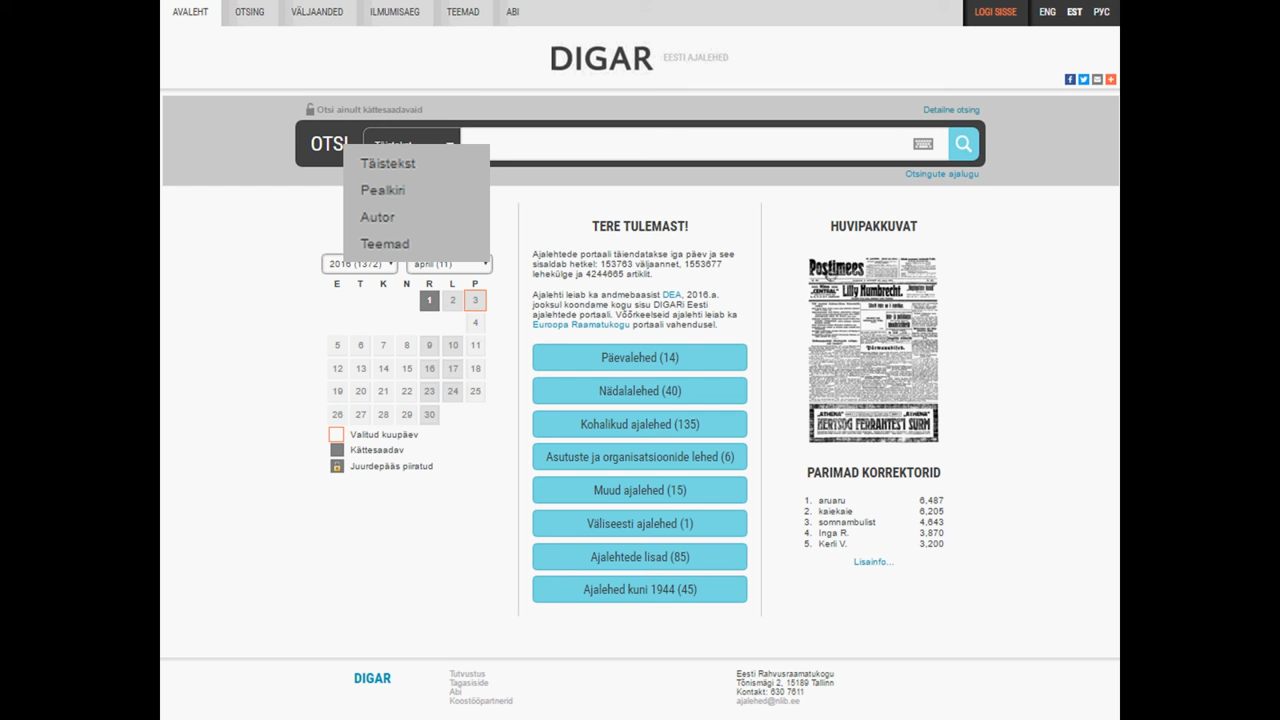 AVALEHT OTSING VÄLJAANDED ILMUMISAEG TEEMAD ABI LOGI SISSE ENG EST РУС
DIGAR EESTI AJALEHED
Otsi ainult kättesaadavaid Detailne otsing
OTSI Täistekst
Otsingute ajalugu
Täistekst
Pealkiri
Autor
Teemad
2016 (1372) aprill (11)
E T K N R L P
1 2 3
4
5 6 7 8 9 10 11
12 13 14 15 16 17 18
19 20 21 22 23 24 25
26 27 28 29 30
Valitud kuupäev
Kättesaadav
Juurdepääs piiratud
TERE TULEMAST!
Ajalehtede portaali täiendatakse iga päev ja see
sisaldab hetkel: 153763 väljaannet, 1553677
lehekülge ja 4244665 artiklit.
Ajalehti leiab ka andmebaasist DEA, 2016.a.
jooksul koondame kogu sisu DIGARi Eesti
ajalehtede portaali. Võõrkeelseid ajalehti leiab ka
Euroopa Raamatukogu portaali vahendusel.
Päevalehed (14)
Nädalalehed (40)
Kohalikud ajalehed (135)
Asutuste ja organisatsioonide lehed (6)
Muud ajalehed (15)
Väliseesti ajalehed (1)
Ajalehtede lisad (85)
Ajalehed kuni 1944 (45)
HUVIPAKKUVAT
Postimees
Lilly Humbrecht.
"ATHENA" "ATHENA"
HERTSOG FERRANTE'I SURM
PARIMAD KORREKTORID
1. aruaru 6,487
2. kaiekaie 6,205
3. somnambulist 4,643
4. Inga R. 3,870
5. Kerli V. 3,200
Lisainfo...
DIGAR
Tutvustus
Tagasiside
Abi
Koostööpartnerid
Eesti Rahvusraamatukogu
Tõnismägi 2, 15189 Tallinn
Kontakt: 630 7611
ajalehed@nlib.ee